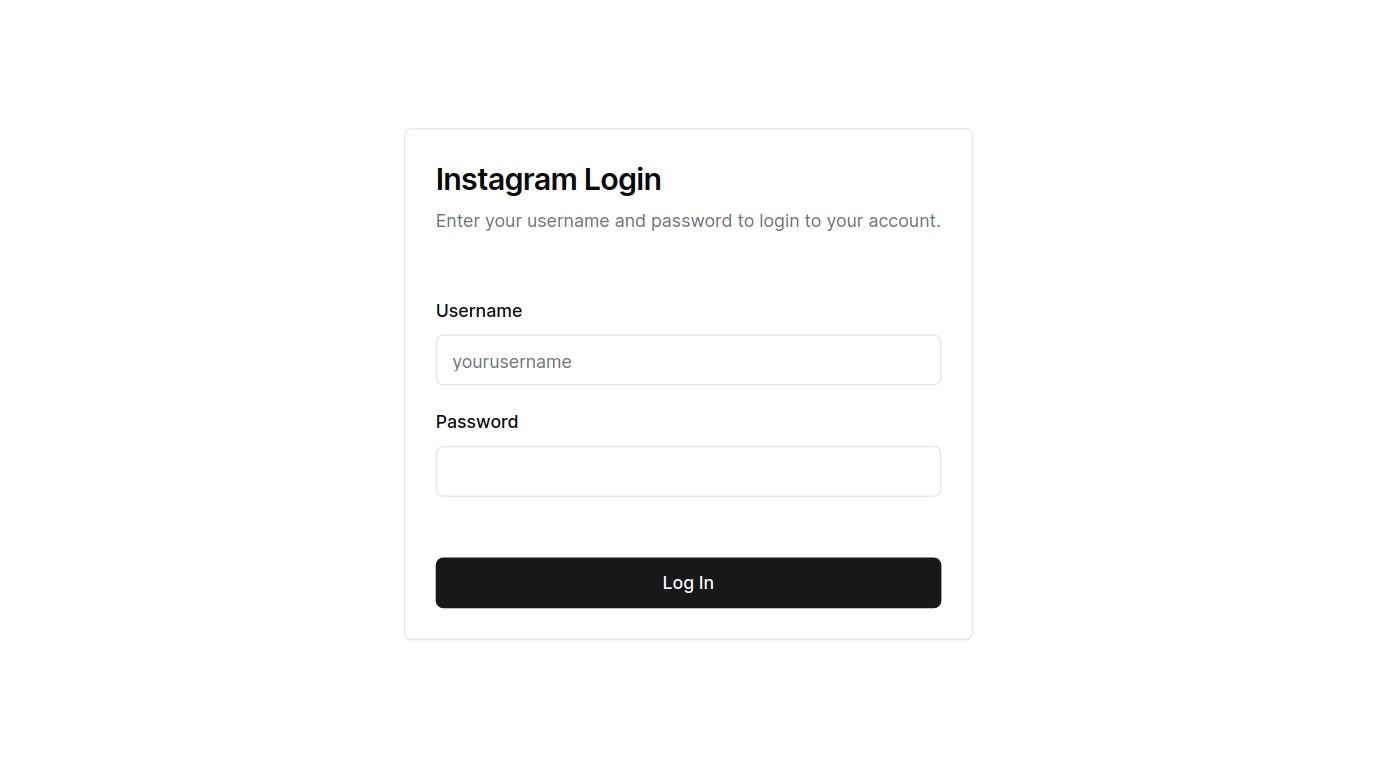 Instagram Login
Enter your username and password to login to your account.
Username
yourusername
Password
Log In